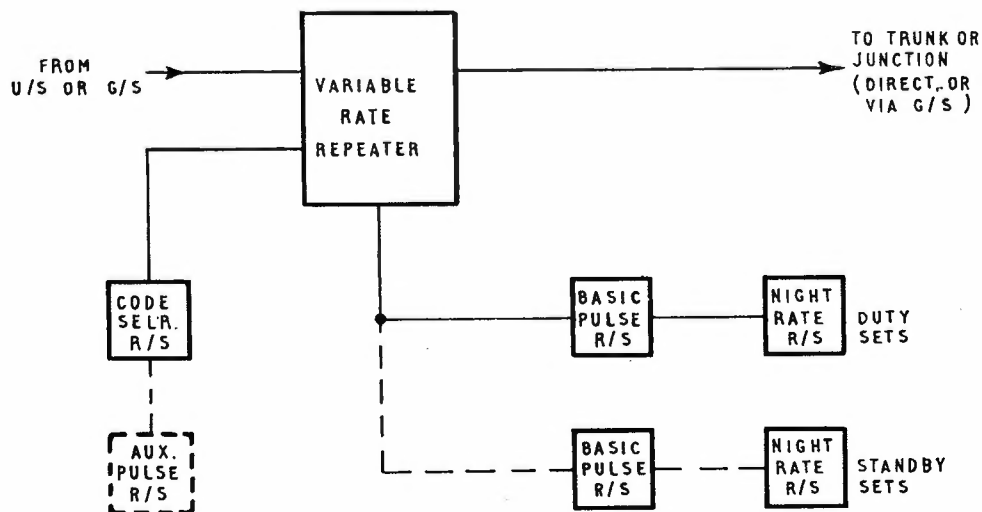 FROM
U/S OR G/S
VARIABLE
RATE
REPEATER
TO TRUNK OR
JUNCTION
(DIRECT, OR
VIA G/S)
CODE
SELR.
R/S
AUX.
PULSE
R/S
BASIC
PULSE
R/S
NIGHT
RATE
R/S
DUTY
SETS
BASIC
PULSE
R/S
NIGHT
RATE
R/S
STANDBY
SETS